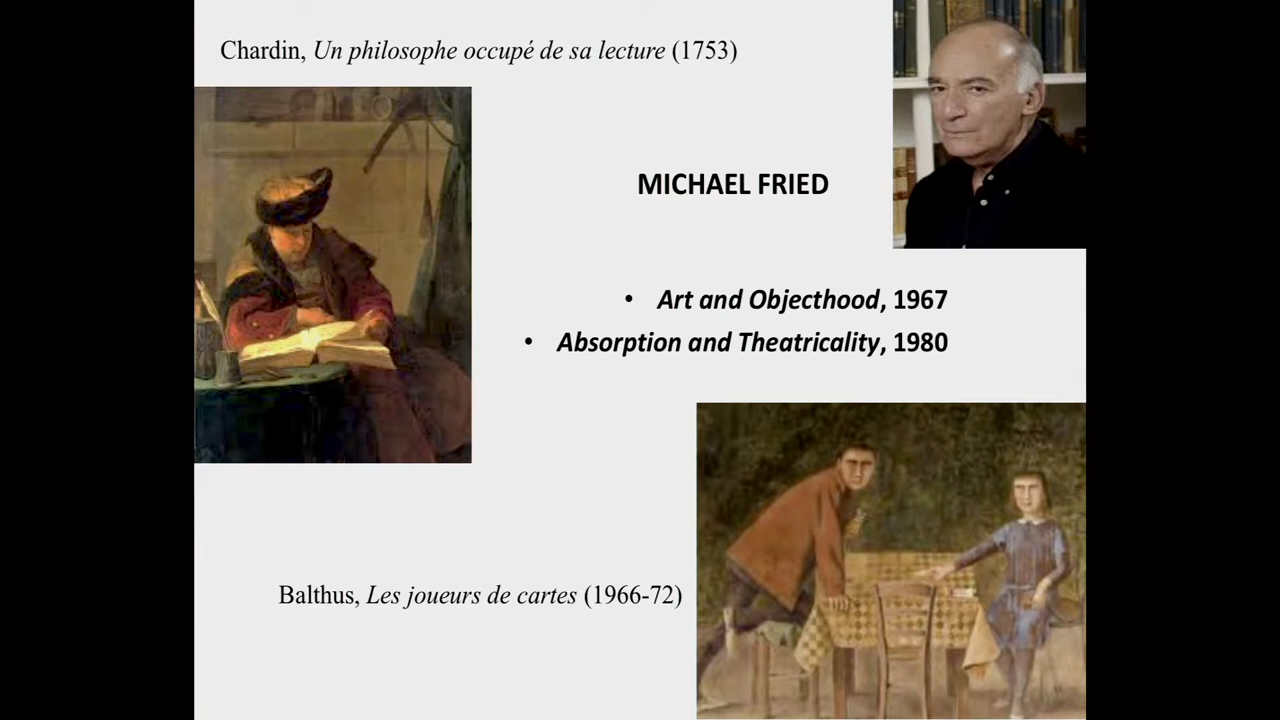 Chardin, Un philosophe occupé de sa lecture (1753)
MICHAEL FRIED
• Art and Objecthood, 1967
• Absorption and Theatricality, 1980
Balthus, Les joueurs de cartes (1966-72)